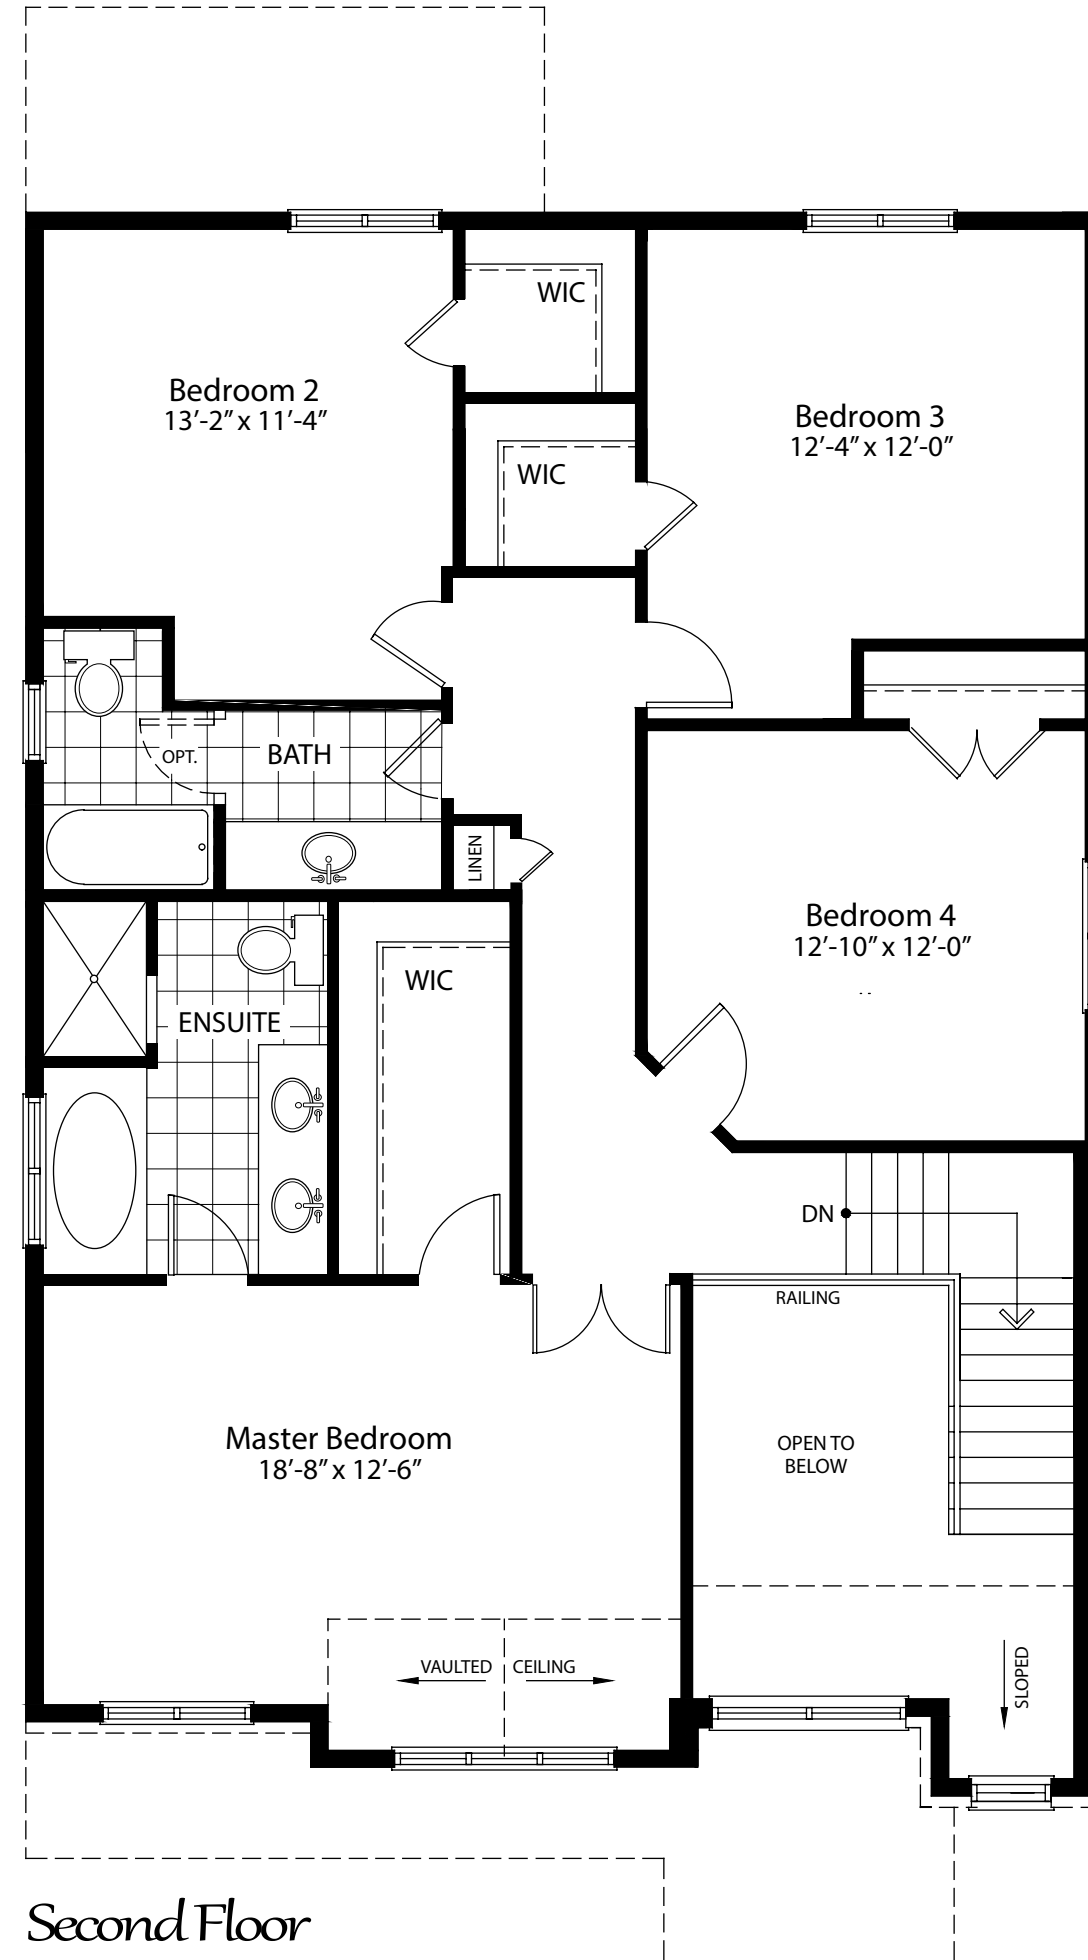 WIC
Bedroom 2
13’-2” x 11’-4”
Bedroom 3
12’-4” x 12’-0”
WIC
OPT.
BATH
LINEN
Bedroom 4
12’-10” x 12’-0”
WIC
ENSUITE
DN
RAILING
Master Bedroom
18’-8” x 12’-6”
OPEN TO
BELOW
VAULTED CEILING
SLOPED
Second Floor